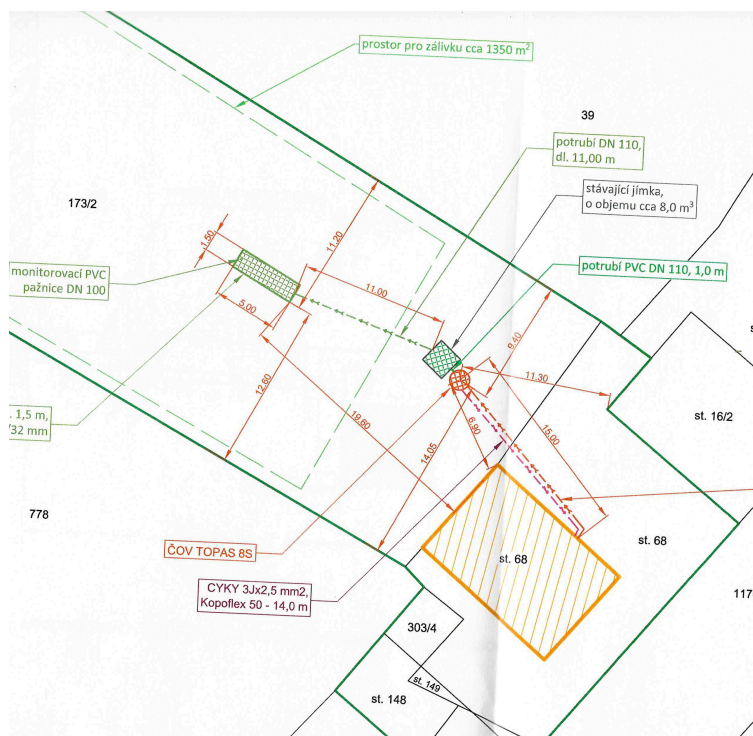 prostor pro zálivku cca 1350 m²
39
potrubí DN 110,
dl. 11,00 m
stávající jímka,
o objemu cca 8,0 m³
173/2
1.50
11.20
potrubí PVC DN 110, 1,0 m
monitorovací PVC
pažnice DN 100
11.00
5.00
9.40
11.30
12.60
19.60
6.90
15.00
14.05
. 1,5 m,
/32 mm
st. 16/2
778
ČOV TOPAS 8S
st. 68
st. 68
CYKY 3Jx2,5 mm2,
Kopoflex 50 - 14,0 m
117
303/4
st. 149
st. 148